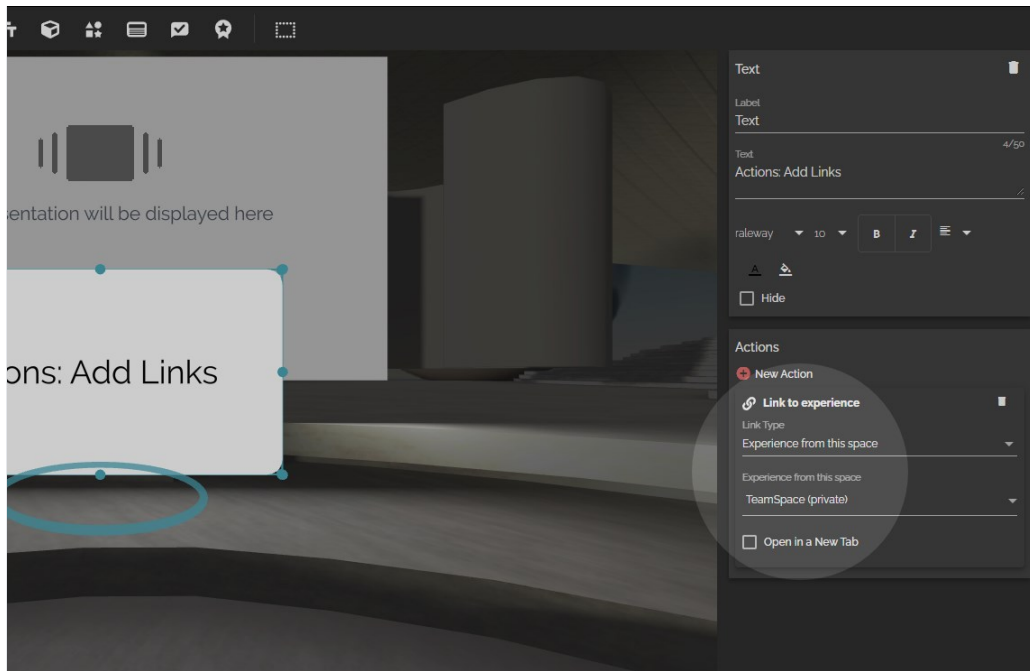 Text
Label
Text
4/50
Text
Actions: Add Links
raleway 10 B I
A
Hide
sentation will be displayed here
ons: Add Links
Actions
New Action
Link to experience
Link Type
Experience from this space
Experience from this space
TeamSpace (private)
Open in a New Tab